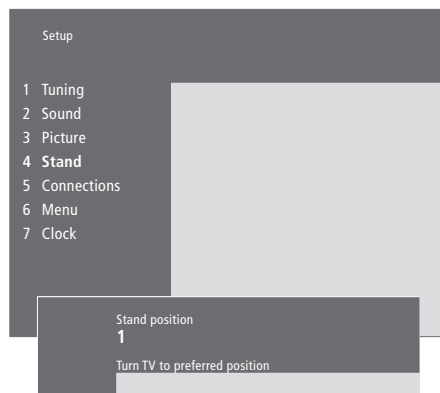 Setup
1 Tuning
2 Sound
3 Picture
4 Stand
5 Connections
6 Menu
7 Clock
Stand position
1
Turn TV to preferred position